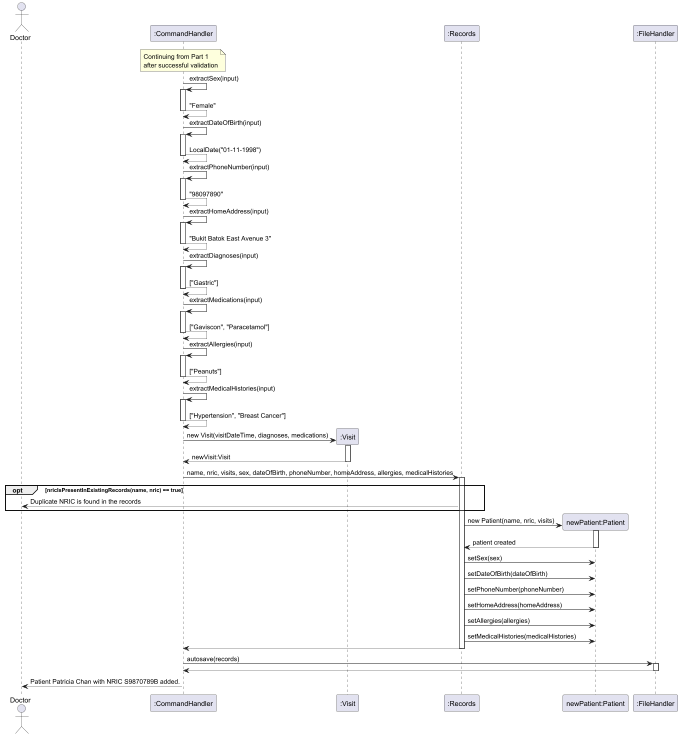 Doctor
:CommandHandler
:Records
:FileHandler
Continuing from Part 1
after successful validation
extractSex(input)
"Female"
extractDateOfBirth(input)
LocalDate("01-11-1998")
extractPhoneNumber(input)
"98097890"
extractHomeAddress(input)
"Bukit Batok East Avenue 3"
extractDiagnoses(input)
["Gastric"]
extractMedications(input)
["Gaviscon", "Paracetamol"]
extractAllergies(input)
["Peanuts"]
extractMedicalHistories(input)
["Hypertension", "Breast Cancer"]
new Visit(visitDateTime, diagnoses, medications)
:Visit
newVisit:Visit
name, nric, visits, sex, dateOfBirth, phoneNumber, homeAddress, allergies, medicalHistories
opt
[nricIsPresentInExistingRecords(name, nric) == true]
Duplicate NRIC is found in the records
new Patient(name, nric, visits)
newPatient:Patient
patient created
setSex(sex)
setDateOfBirth(dateOfBirth)
setPhoneNumber(phoneNumber)
setHomeAddress(homeAddress)
setAllergies(allergies)
setMedicalHistories(medicalHistories)
autosave(records)
Patient Patricia Chan with NRIC S9870789B added.
Doctor
:CommandHandler
:Visit
:Records
newPatient:Patient
:FileHandler